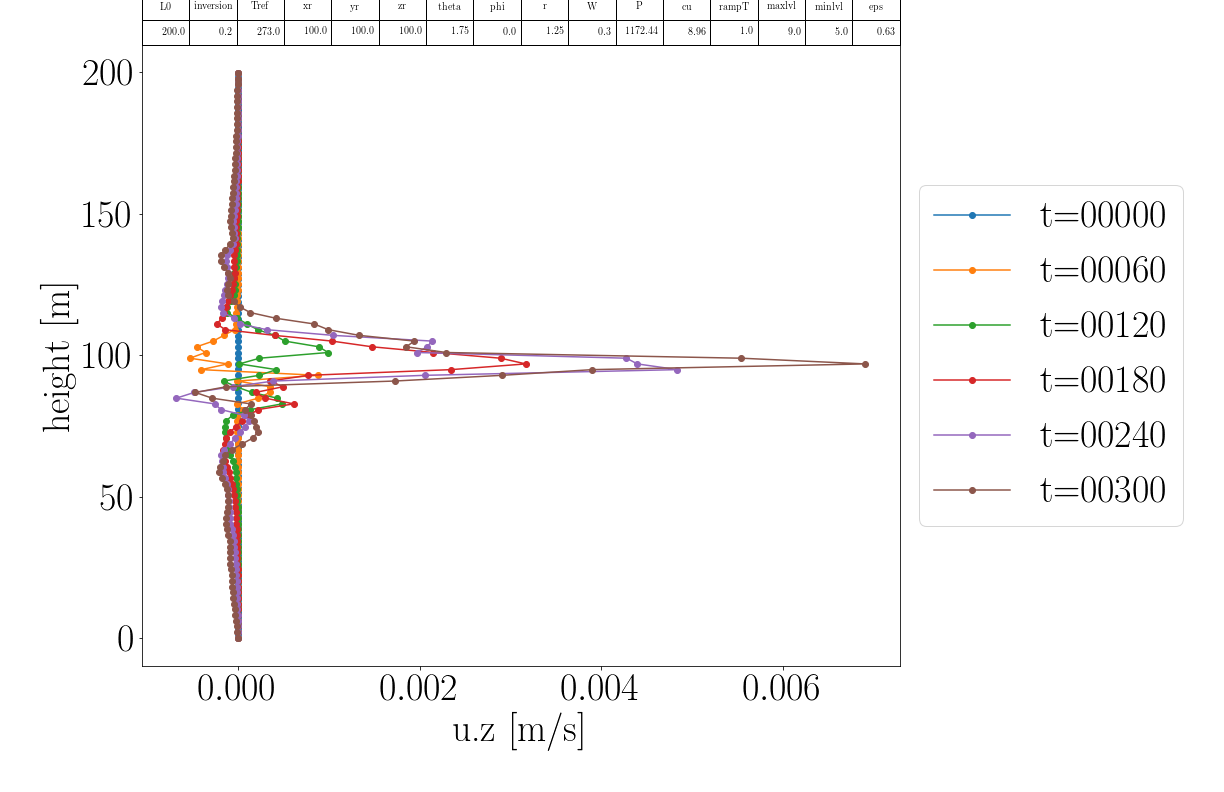 L0 inversion Tref xr yr zr theta phi r W P cu rampT maxlvl minlvl eps
200.0 0.2 273.0 100.0 100.0 100.0 1.75 0.0 1.25 0.3 1172.44 8.96 1.0 9.0 5.0 0.63
200
150
100
50
0
height [m]
0.000 0.002 0.004 0.006
u.z [m/s]
t=00000
t=00060
t=00120
t=00180
t=00240
t=00300